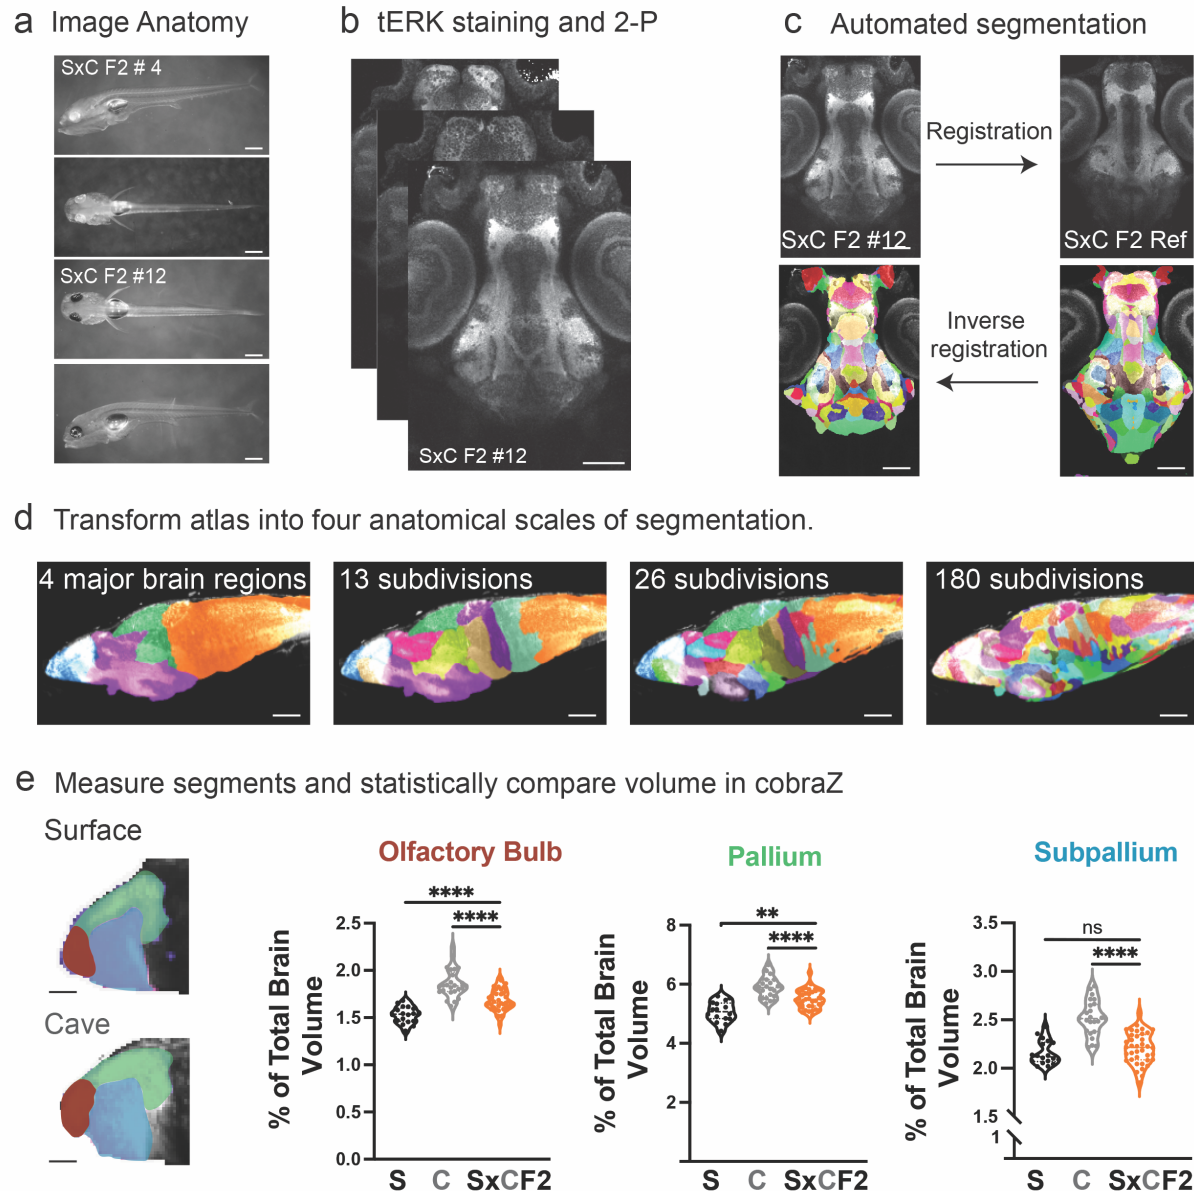 a Image Anatomy
SxC F2 # 4
SxC F2 #12
b tERK staining and 2-P
SxC F2 #12
c Automated segmentation
SxC F2 #12
Registration
SxC F2 Ref
Inverse
registration
d Transform atlas into four anatomical scales of segmentation.
4 major brain regions
13 subdivisions
26 subdivisions
180 subdivisions
e Measure segments and statistically compare volume in cobraZ
Surface
Cave
Olfactory Bulb
****
****
% of Total Brain
Volume
2.5
2.0
1.5
1.0
0.5
0.0
S C SxCF2
Pallium
**
****
% of Total Brain
Volume
8
6
4
2
S C SxCF2
Subpallium
ns
****
% of Total Brain
Volume
3.5
3.0
2.5
2.0
1.5
1
S C SxCF2